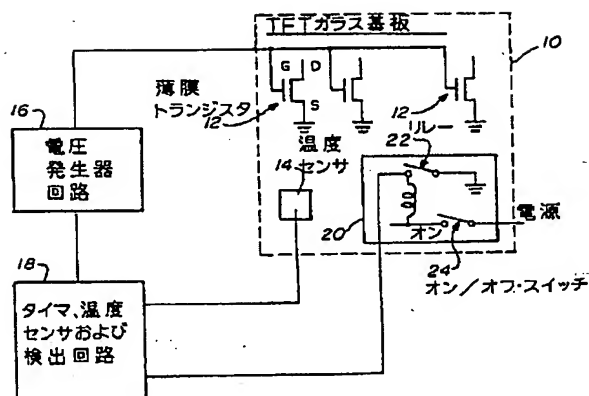 TFTガラス基板
10
G
D
S
薄膜
トランジスタ
12
12
16
電圧
発生器
回路
温度
センサ
14
リレー
22
20
オン
電源
24
オン/オフ・スイッチ
18
タイマ、温度
センサおよび
検出回路